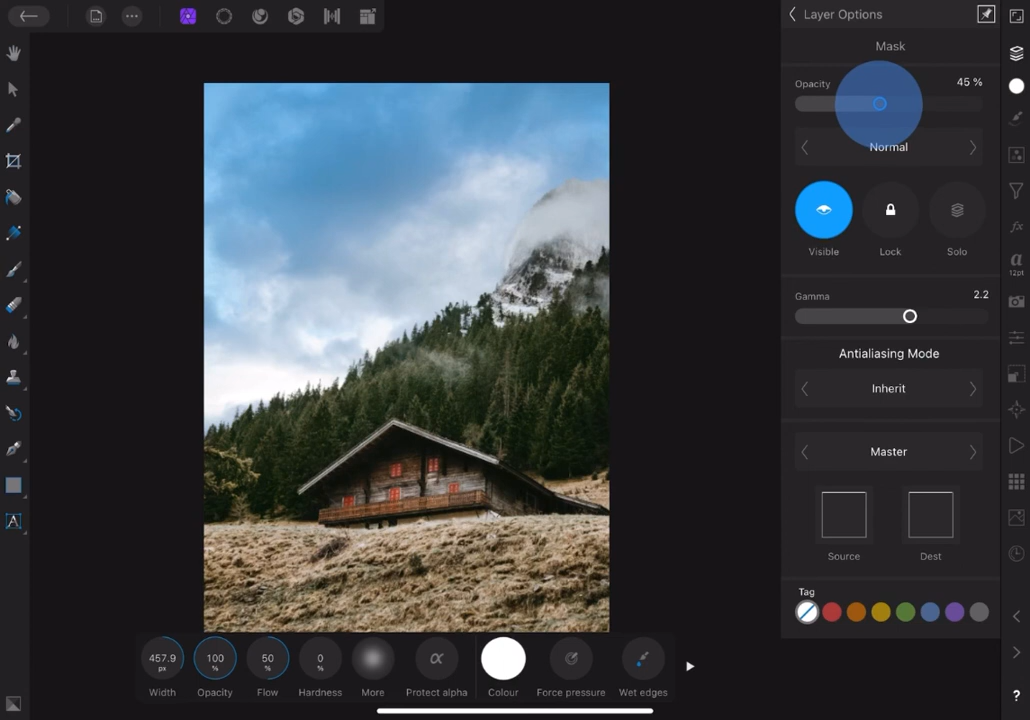 Layer Options
Mask
Opacity
45 %
Normal
Visible
Lock
Solo
Gamma
2.2
Antialiasing Mode
Inherit
Master
Source
Dest
Tag
a
12pt
fx
A
457.9
px
100
%
50
%
0
%
α
Width
Opacity
Flow
Hardness
More
Protect alpha
Colour
Force pressure
Wet edges
?